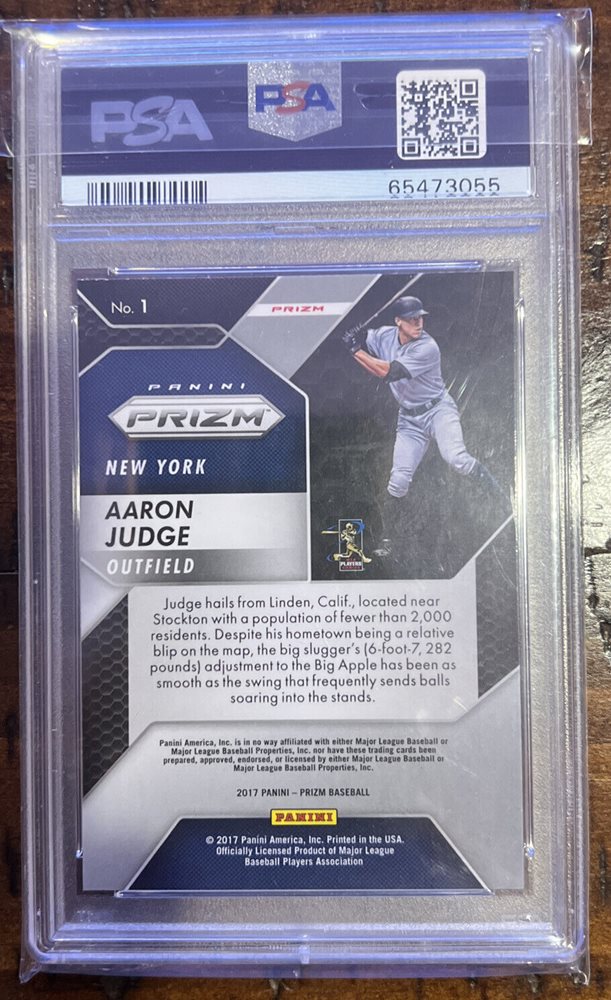 PSA
PSA
65473055
No. 1
PRIZM
PANINI
PRIZM
NEW YORK
AARON
JUDGE
OUTFIELD
PLAYERS
Judge hails from Linden, Calif., located near
Stockton with a population of fewer than 2,000
residents. Despite his hometown being a relative
blip on the map, the big slugger's (6-foot-7, 282
pounds) adjustment to the Big Apple has been as
smooth as the swing that frequently sends balls
soaring into the stands.
Panini America, Inc. is in no way affiliated with either Major League Baseball or
Major League Baseball Properties, Inc. nor have these trading cards been
prepared, approved, endorsed, or licensed by either Major League Baseball or
Major League Baseball Properties, Inc.
2017 PANINI – PRIZM BASEBALL
PANINI
© 2017 Panini America, Inc. Printed in the USA.
Officially Licensed Product of Major League
Baseball Players Association